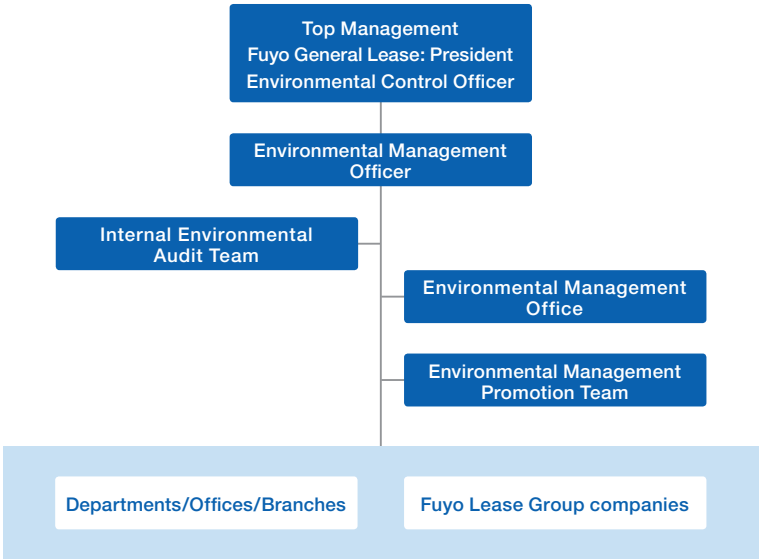 Top Management
Fuyo General Lease: President
Environmental Control Officer
Environmental Management
Officer
Internal Environmental
Audit Team
Environmental Management
Office
Environmental Management
Promotion Team
Departments/Offices/Branches
Fuyo Lease Group companies